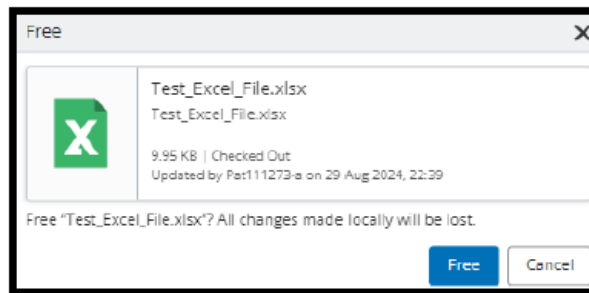 Free
Test_Excel_File.xlsx
Test_Excel_File.xlsx
9.95 KB | Checked Out
Updated by Pat111273-a on 29 Aug 2024, 22:39
Free "Test_Excel_File.xlsx"? All changes made locally will be lost.
Free Cancel